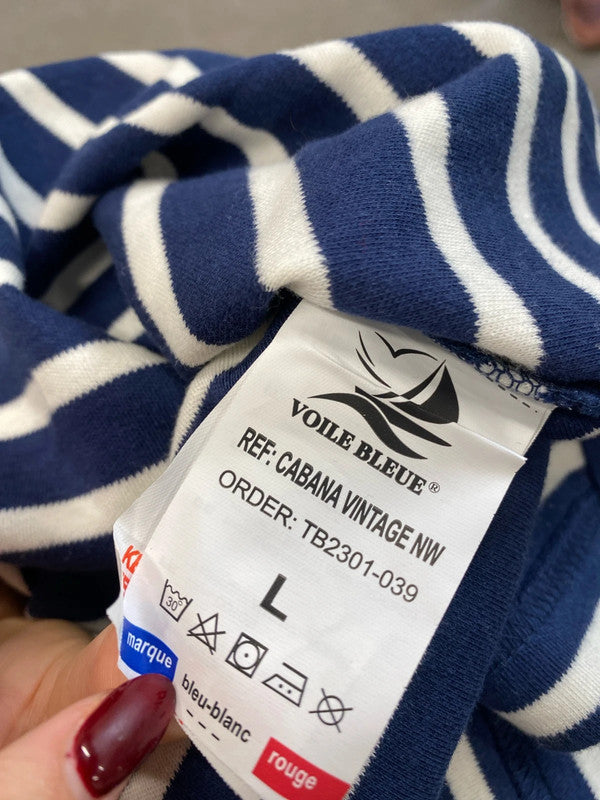 VOILE BLEUE®
REF: CABANA VINTAGE NW
ORDER: TB2301-039
L
30°
marque
bleu-blanc
rouge